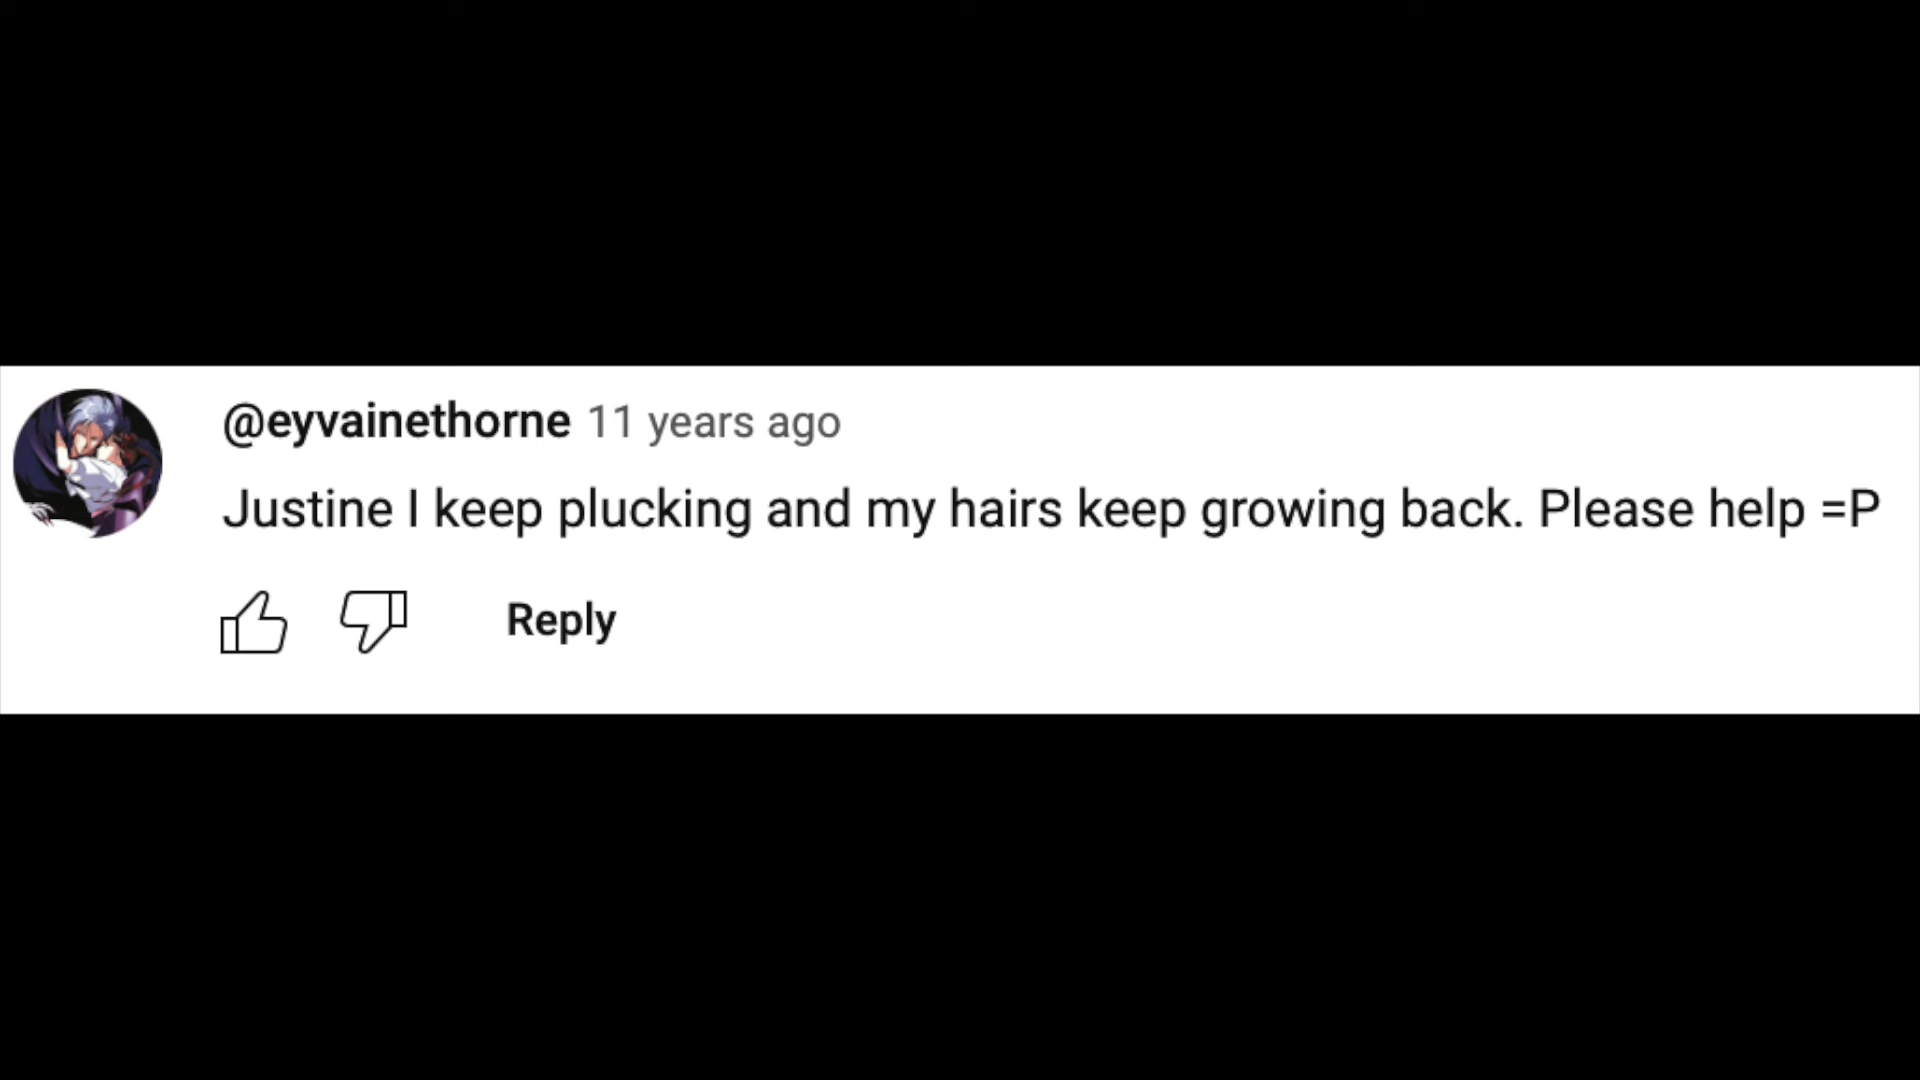 @eyvainethorne 11 years ago
Justine I keep plucking and my hairs keep growing back. Please help =P
Reply